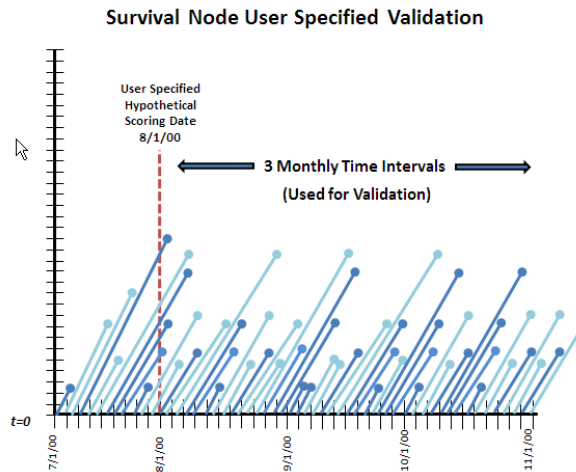 Survival Node User Specified Validation
User Specified
Hypothetical
Scoring Date
8/1/00
3 Monthly Time Intervals
(Used for Validation)
t=0
7/1/00
8/1/00
9/1/00
10/1/00
11/1/00